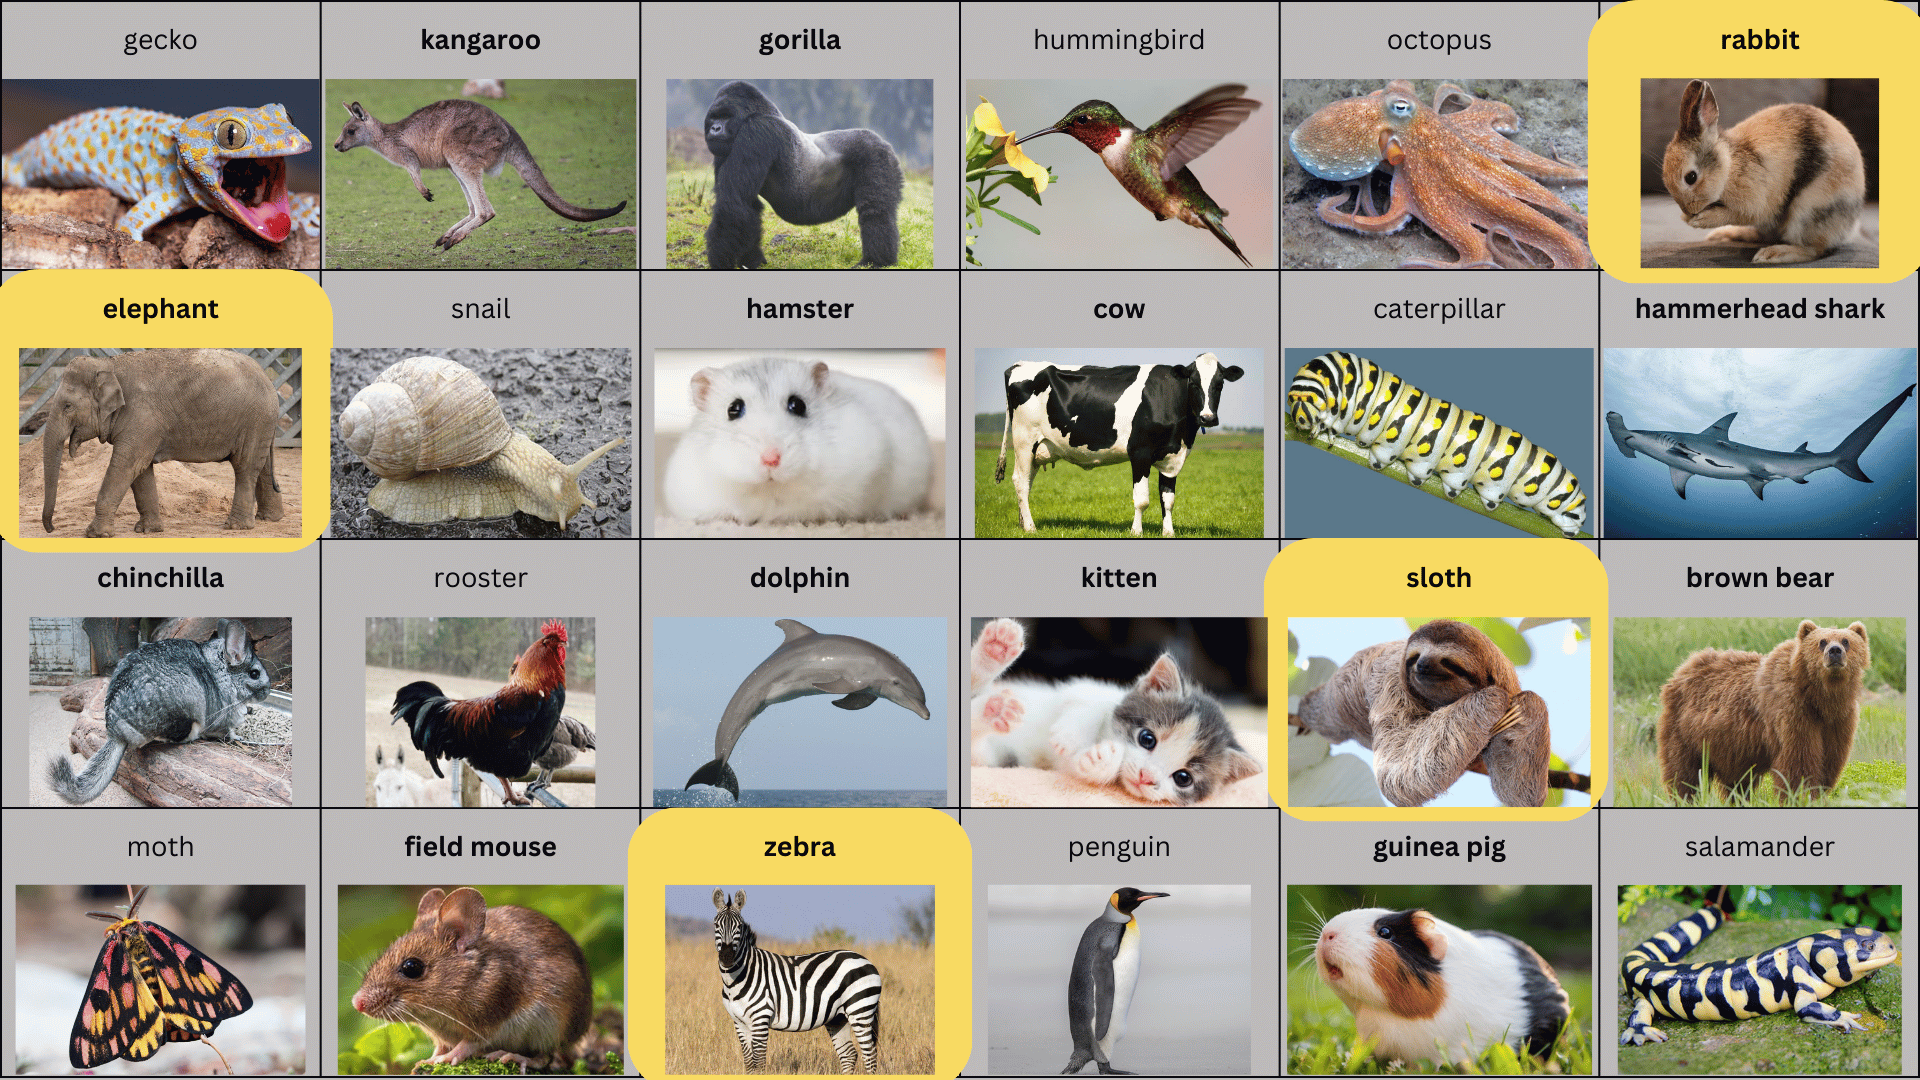 gecko
kangaroo
gorilla
hummingbird
octopus
rabbit
elephant
snail
hamster
cow
caterpillar
hammerhead shark
chinchilla
rooster
dolphin
kitten
sloth
brown bear
moth
field mouse
zebra
penguin
guinea pig
salamander